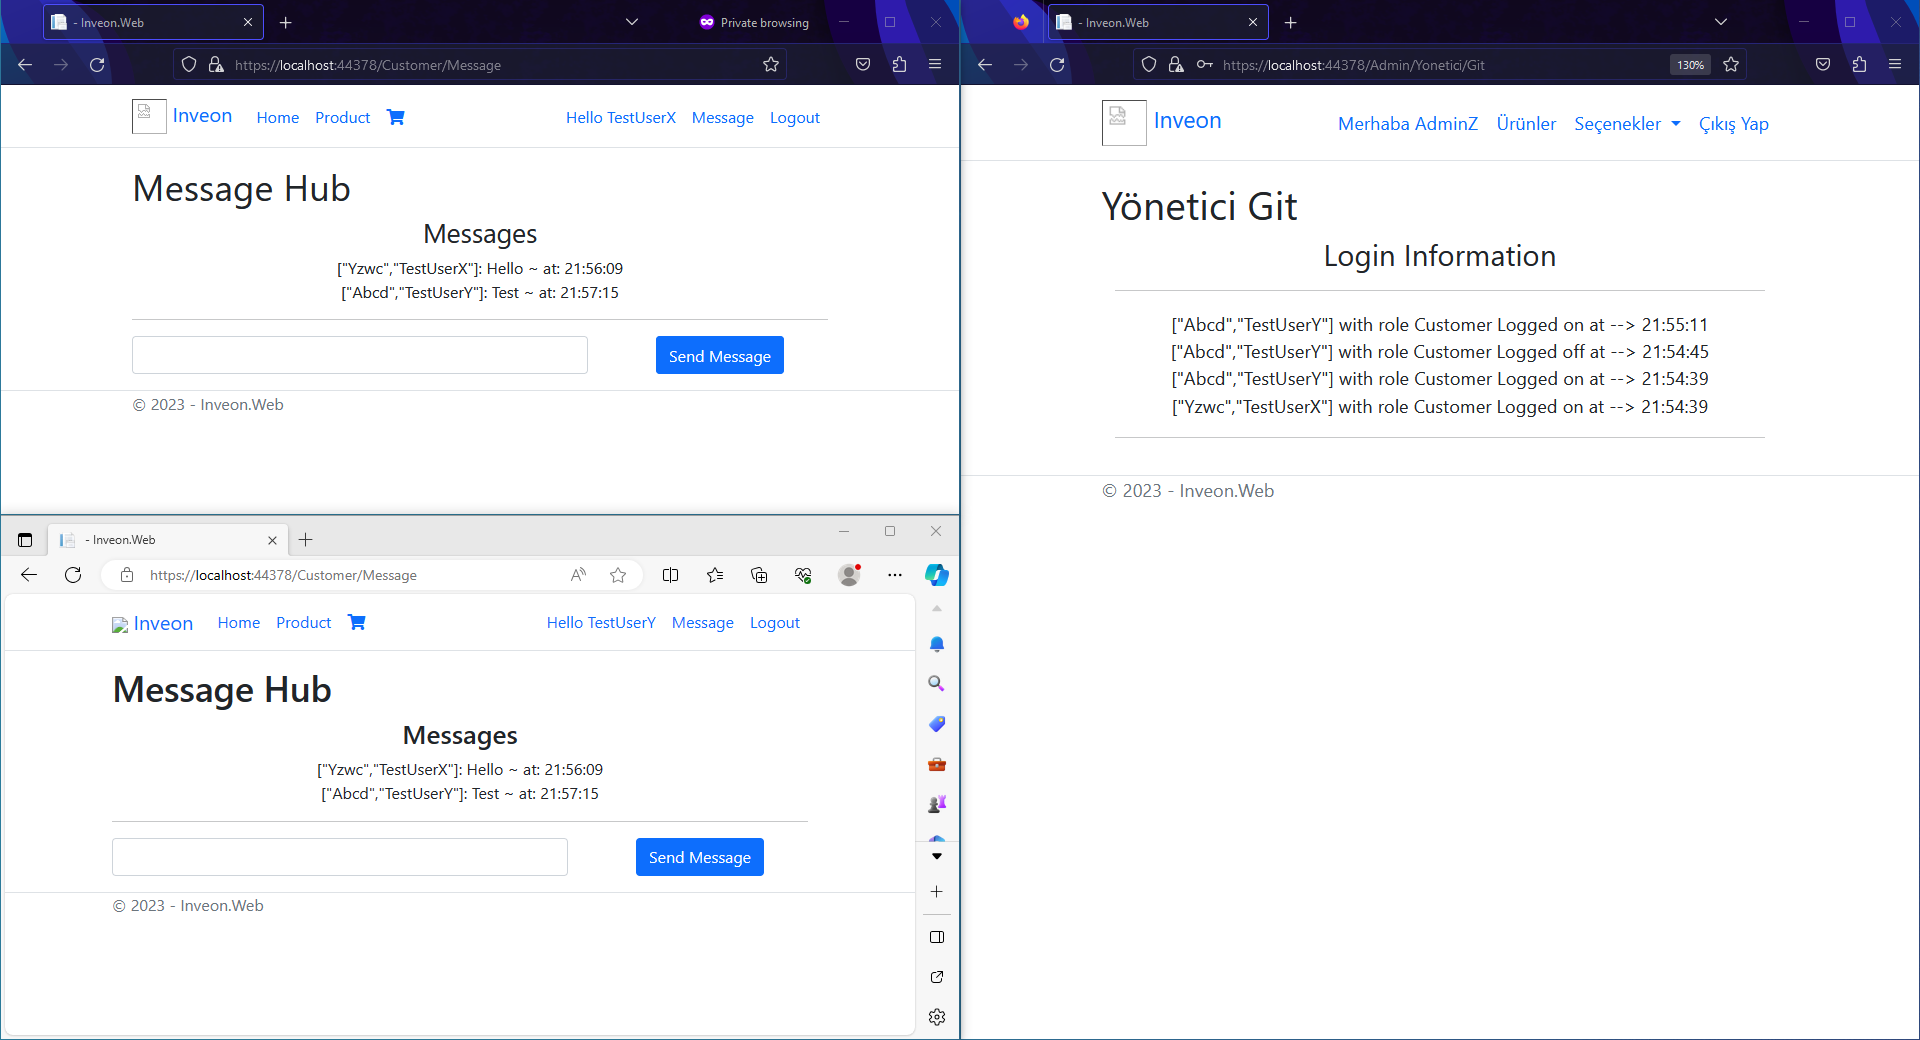 - Inveon.Web
Private browsing
https://localhost:44378/Customer/Message
Inveon
Home
Product
Hello TestUserX
Message
Logout
Message Hub
Messages
["Yzwc","TestUserX"]: Hello ~ at: 21:56:09
["Abcd","TestUserY"]: Test ~ at: 21:57:15
Send Message
© 2023 - Inveon.Web
- Inveon.Web
https://localhost:44378/Customer/Message
Inveon
Home
Product
Hello TestUserY
Message
Logout
Message Hub
Messages
["Yzwc","TestUserX"]: Hello ~ at: 21:56:09
["Abcd","TestUserY"]: Test ~ at: 21:57:15
Send Message
© 2023 - Inveon.Web
- Inveon.Web
https://localhost:44378/Admin/Yonetici/Git
130%
Inveon
Merhaba AdminZ
Ürünler
Seçenekler
Çıkış Yap
Yönetici Git
Login Information
["Abcd","TestUserY"] with role Customer Logged on at --> 21:55:11
["Abcd","TestUserY"] with role Customer Logged off at --> 21:54:45
["Abcd","TestUserY"] with role Customer Logged on at --> 21:54:39
["Yzwc","TestUserX"] with role Customer Logged on at --> 21:54:39
© 2023 - Inveon.Web